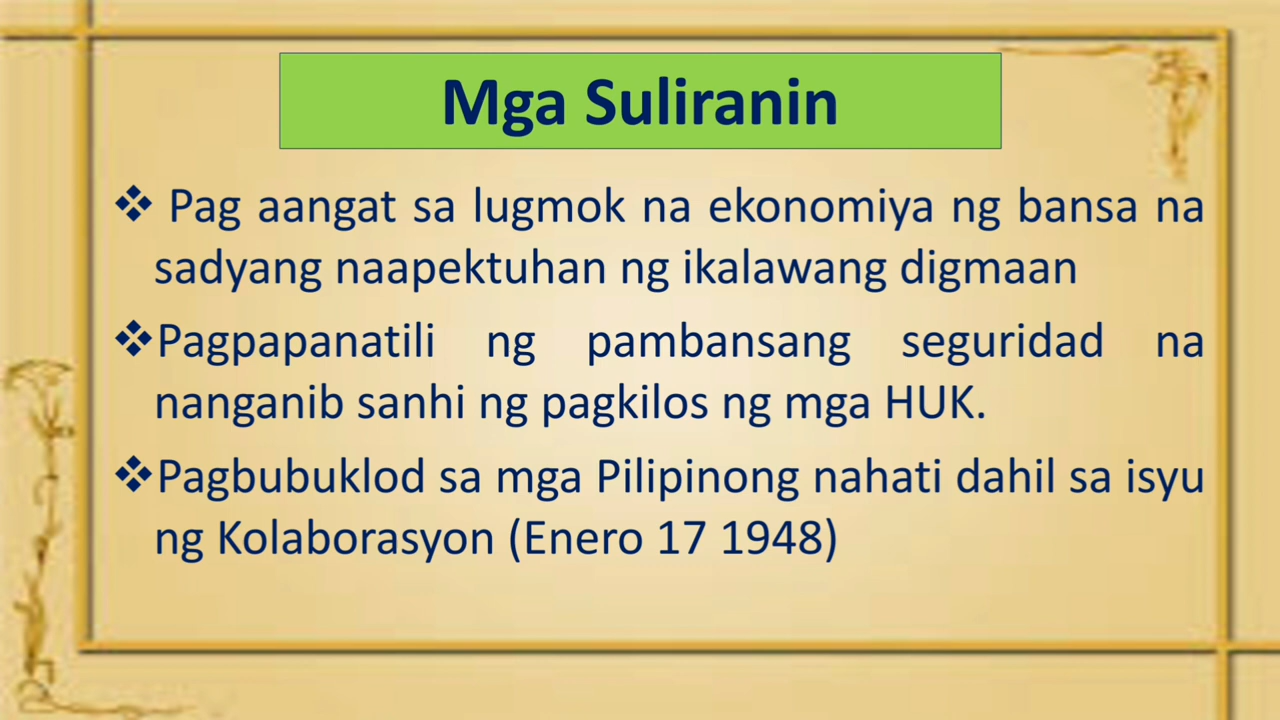 Mga Suliranin
❖ Pag aangat sa lugmok na ekonomiya ng bansa na
sadyang naapektuhan ng ikalawang digmaan
❖Pagpapanatili ng pambansang seguridad na
nanganib sanhi ng pagkilos ng mga HUK.
❖Pagbubuklod sa mga Pilipinong nahati dahil sa isyu
ng Kolaborasyon (Enero 17 1948)